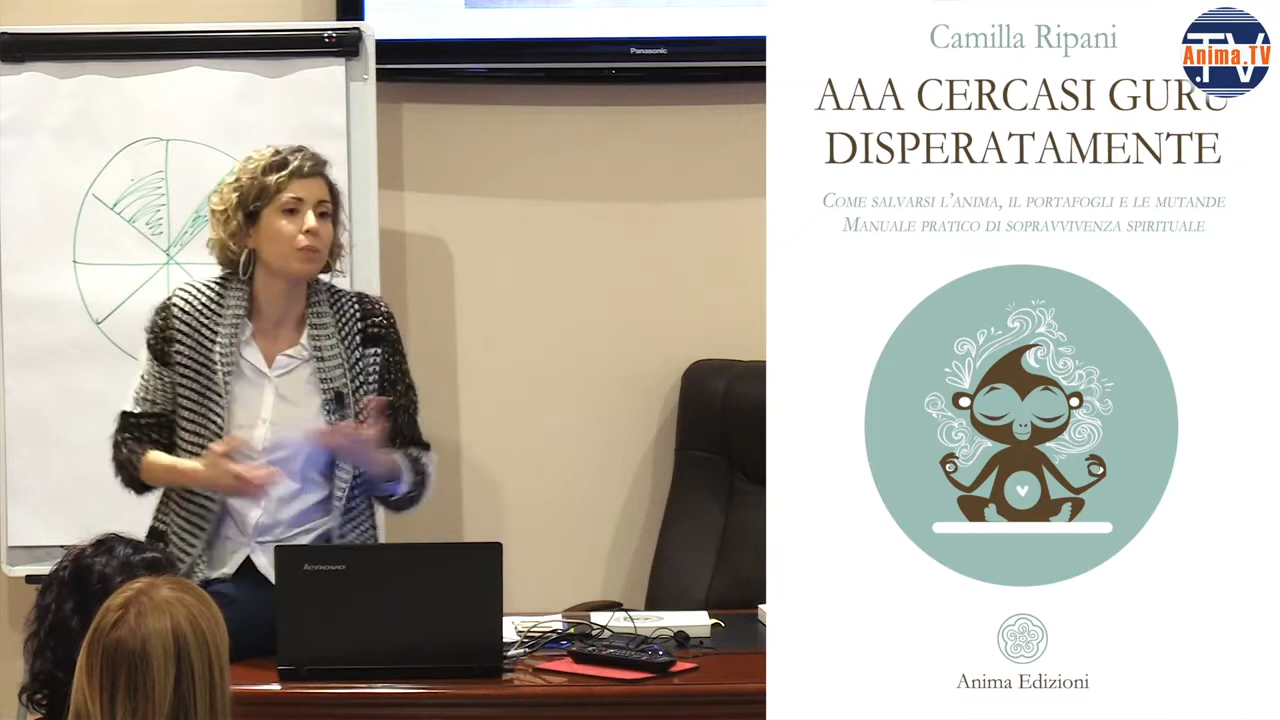 Panasonic
lenovo
Camilla Ripani
AAA CERCASI GURU
DISPERATAMENTE
COME SALVARSI L'ANIMA, IL PORTAFOGLI E LE MUTANDE
MANUALE PRATICO DI SOPRAVVIVENZA SPIRITUALE
Anima Edizioni
TV
Anima.TV